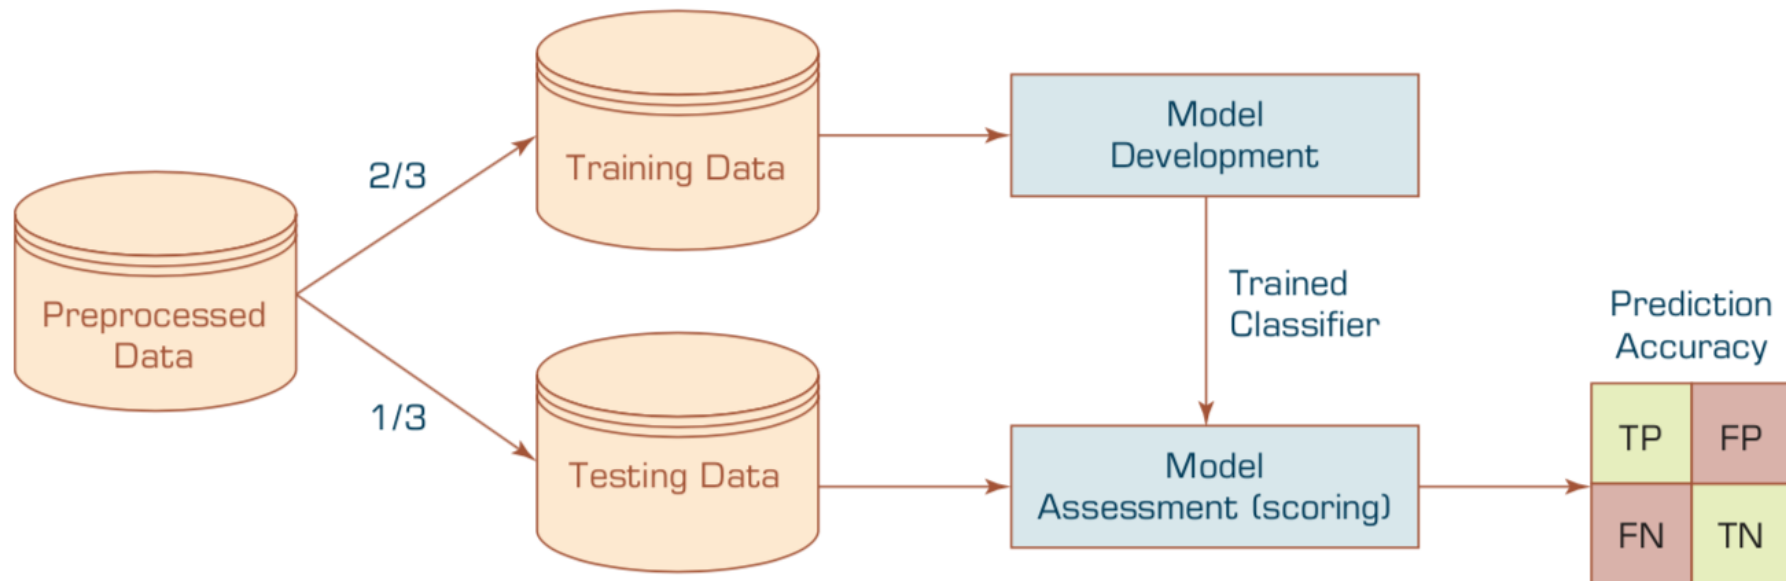 2/3
Training Data
Model
Development
Preprocessed
Data
Trained
Classifier
Prediction
Accuracy
1/3
Testing Data
Model
Assessment (scoring)
TP FP
FN TN